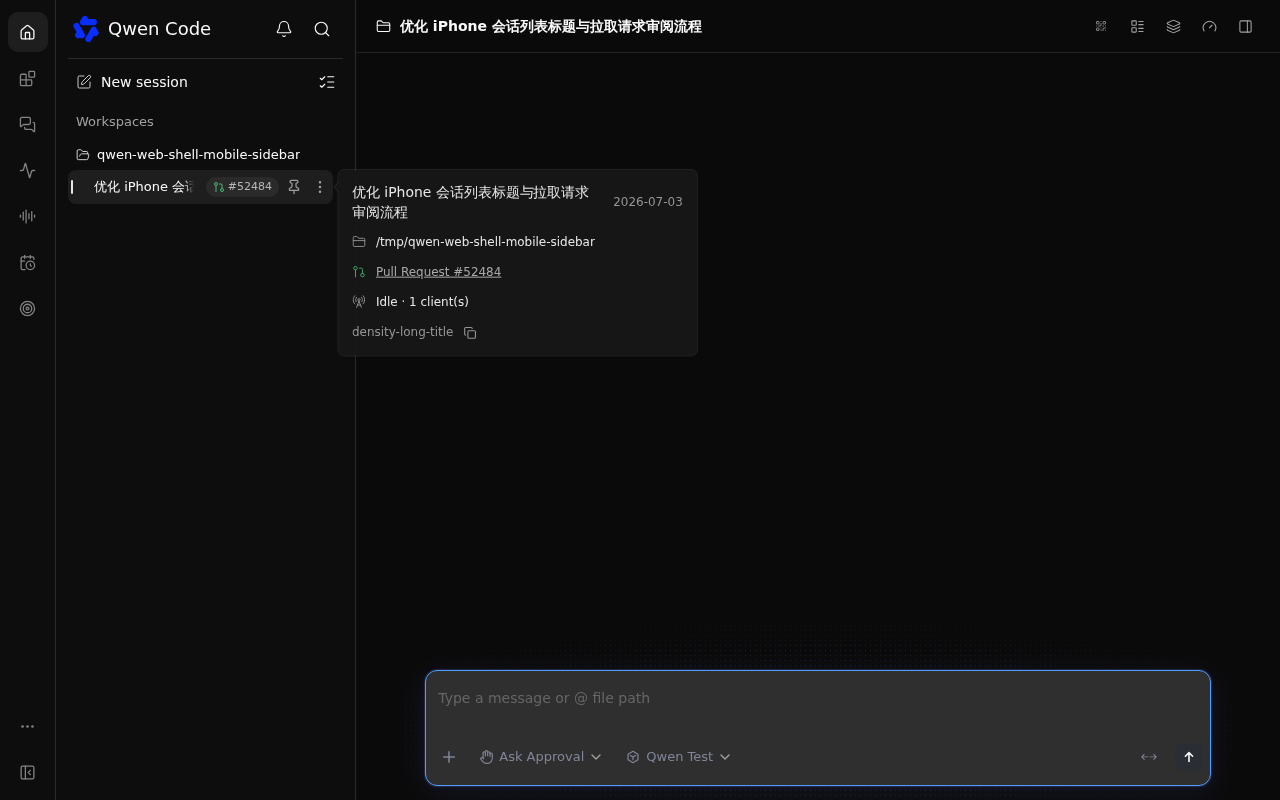 Qwen Code
优化 iPhone 会话列表标题与拉取请求审阅流程
New session
Workspaces
qwen-web-shell-mobile-sidebar
优化 iPhone 会
#52484
优化 iPhone 会话列表标题与拉取请求
审阅流程
2026-07-03
/tmp/qwen-web-shell-mobile-sidebar
Pull Request #52484
Idle · 1 client(s)
density-long-title
Type a message or @ file path
Ask Approval
Qwen Test